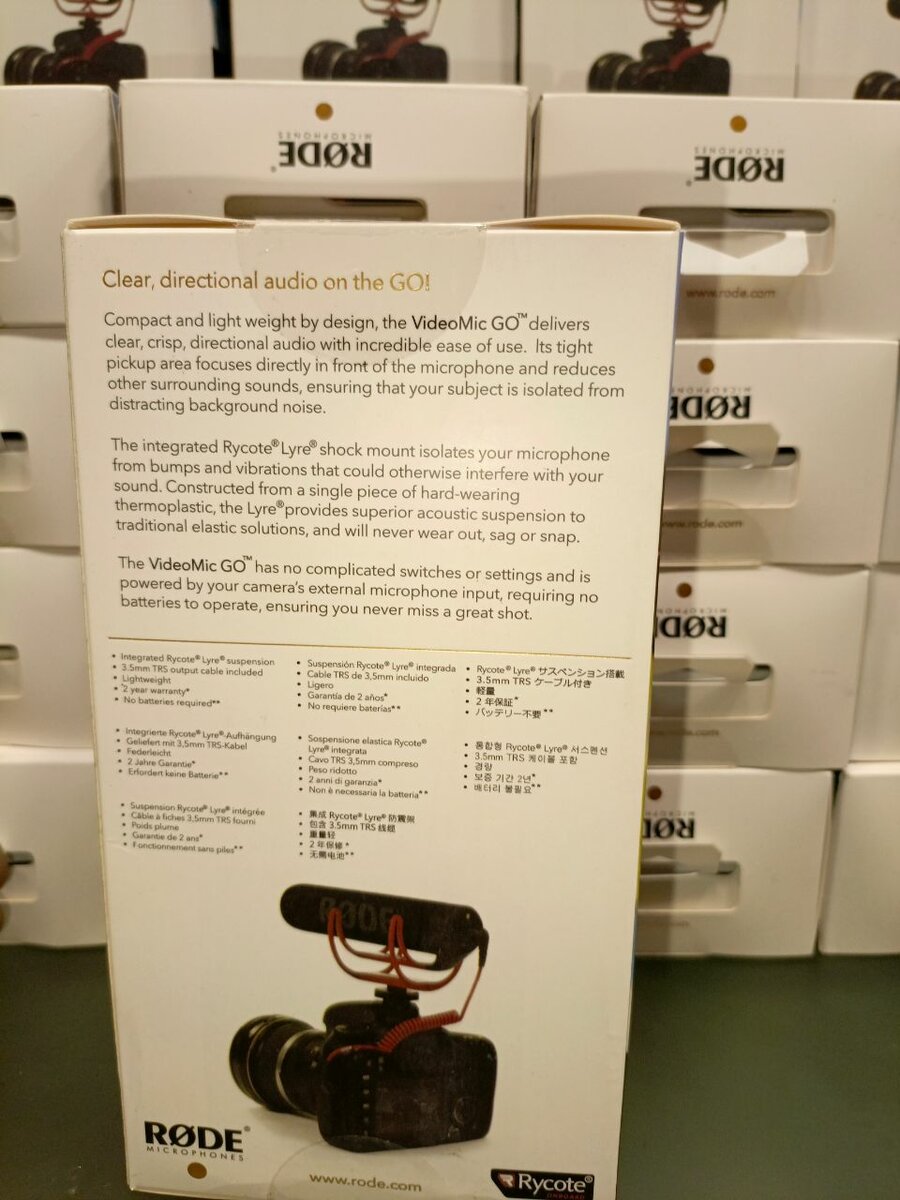 RØDE®
MICROPHONES
RØDE®
MICROPHONES
www.rode.com
RØDE
MICROPHONES
www.rode.com
RØDE
RØDE
Clear, directional audio on the GO!
Compact and light weight by design, the VideoMic GO™ delivers
clear, crisp, directional audio with incredible ease of use. Its tight
pickup area focuses directly in front of the microphone and reduces
other surrounding sounds, ensuring that your subject is isolated from
distracting background noise.
The integrated Rycote® Lyre® shock mount isolates your microphone
from bumps and vibrations that could otherwise interfere with your
sound. Constructed from a single piece of hard-wearing
thermoplastic, the Lyre® provides superior acoustic suspension to
traditional elastic solutions, and will never wear out, sag or snap.
The VideoMic GO™ has no complicated switches or settings and is
powered by your camera's external microphone input, requiring no
batteries to operate, ensuring you never miss a great shot.
• Integrated Rycote® Lyre® suspension
• 3.5mm TRS output cable included
• Lightweight
• 2 year warranty*
• No batteries required**
• Suspensión Rycote® Lyre® integrada
• Cable TRS de 3,5mm incluido
• Ligero
• Garantía de 2 años*
• No requiere baterías**
• Rycote® Lyre® サスペンション搭載
• 3.5mm TRS ケーブル付き
• 軽量
• 2 年保証*
• バッテリー不要**
• Integrierte Rycote® Lyre®-Aufhängung
• Geliefert mit 3,5mm TRS-Kabel
• Federleicht
• 2 Jahre Garantie*
• Erfordert keine Batterie**
• Sospensione elastica Rycote®
Lyre® integrata
• Cavo TRS 3,5mm compreso
• Peso ridotto
• 2 anni di garanzia*
• Non è necessaria la batteria**
• 통합형 Rycote® Lyre® 서스펜션
• 3.5mm TRS 케이블 포함
• 경량
• 보증 기간 2년*
• 배터리 불필요**
• Suspension Rycote® Lyre® intégrée
• Câble à fiches 3,5mm TRS fourni
• Poids plume
• Garantie de 2 ans*
• Fonctionnement sans piles**
• 集成 Rycote® Lyre® 防震架
• 包含 3.5mm TRS 线缆
• 重量轻
• 2 年保修*
• 无需电池**
RØDE
RØDE®
MICROPHONES
www.rode.com
Rycote®
ONBOARD